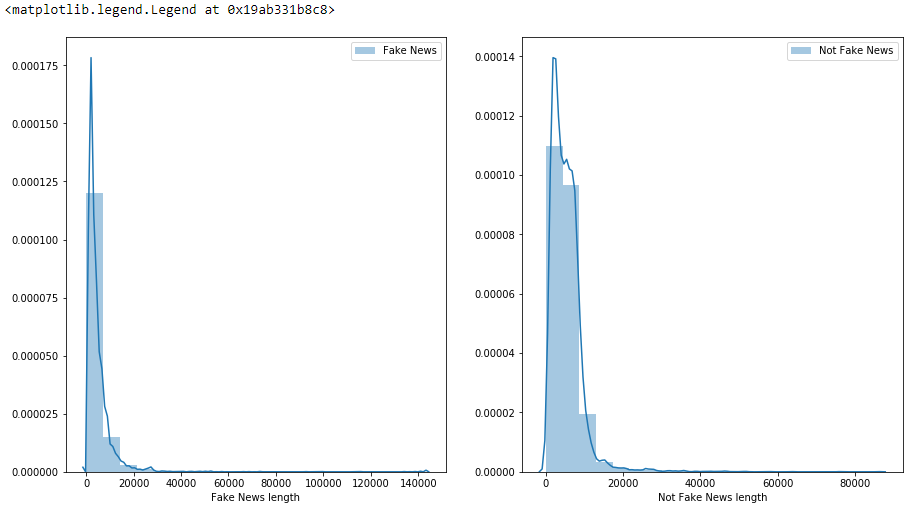 <matplotlib.legend.Legend at 0x19ab331b8c8>
Fake News
0.000175
0.000150
0.000125
0.000100
0.000075
0.000050
0.000025
0.000000
0 20000 40000 60000 80000 100000 120000 140000
Fake News length
Not Fake News
0.00014
0.00012
0.00010
0.00008
0.00006
0.00004
0.00002
0.00000
0 20000 40000 60000 80000
Not Fake News length